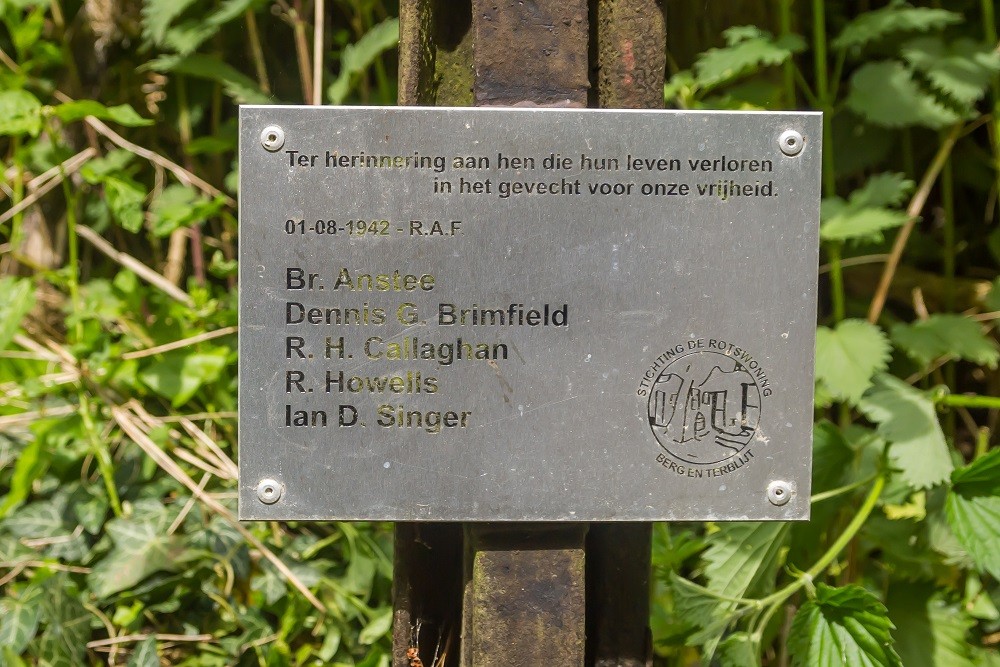 Ter herinnering aan hen die hun leven verloren
in het gevecht voor onze vrijheid.
01-08-1942 - R.A.F.
Br. Anstee
Dennis G. Brimfield
R. H. Callaghan
R. Howells
Ian D. Singer
STICHTING DE ROTSWONING
BERG EN TERBLIJT